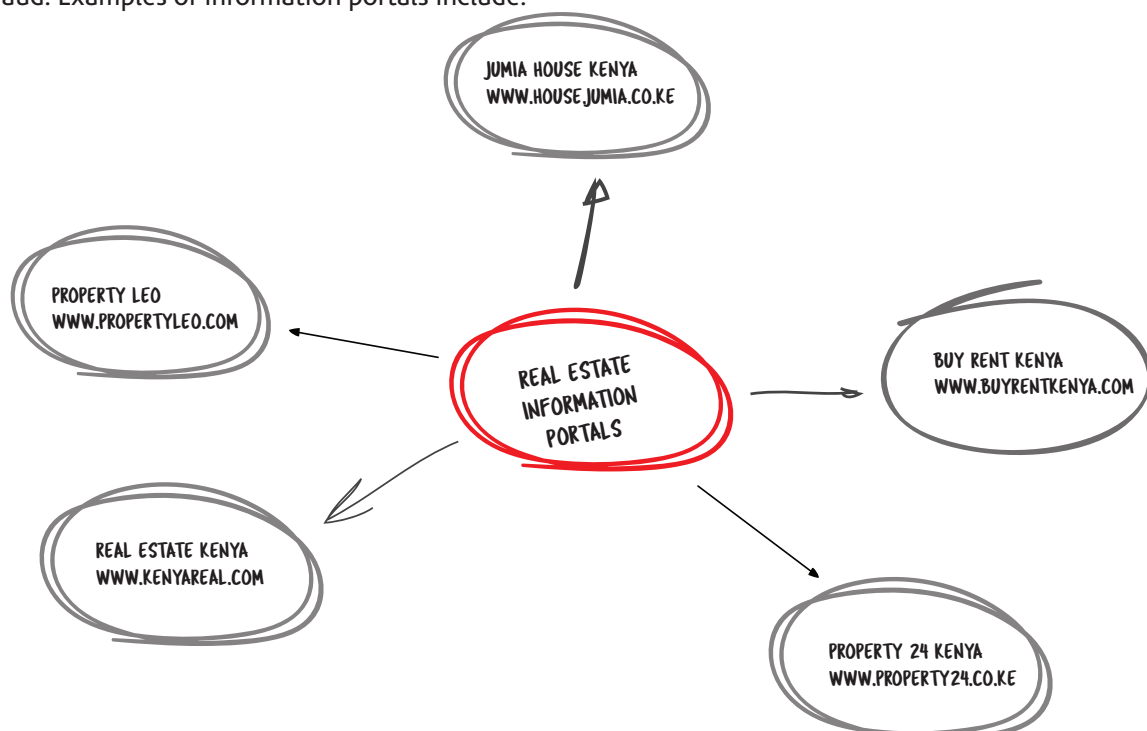 Examples of information portals include:
JUMIA HOUSE KENYA
WWW.HOUSE.JUMIA.CO.KE
PROPERTY LEO
WWW.PROPERTYLEO.COM
BUY RENT KENYA
WWW.BUYRENTKENYA.COM
REAL ESTATE
INFORMATION
PORTALS
REAL ESTATE KENYA
WWW.KENYAREAL.COM
PROPERTY 24 KENYA
WWW.PROPERTY24.CO.KE